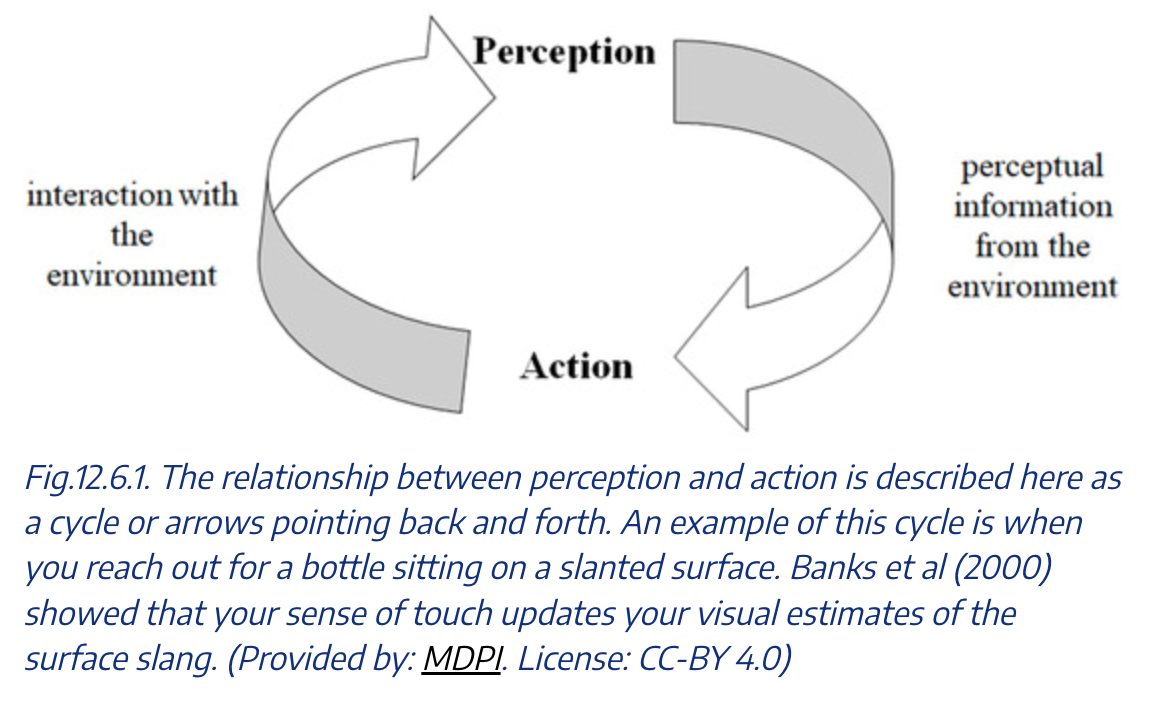 Perception
interaction with
the
environment
perceptual
information
from the
environment
Action
Fig.12.6.1. The relationship between perception and action is described here as
a cycle or arrows pointing back and forth. An example of this cycle is when
you reach out for a bottle sitting on a slanted surface. Banks et al (2000)
showed that your sense of touch updates your visual estimates of the
surface slang. (Provided by: MDPI. License: CC-BY 4.0)